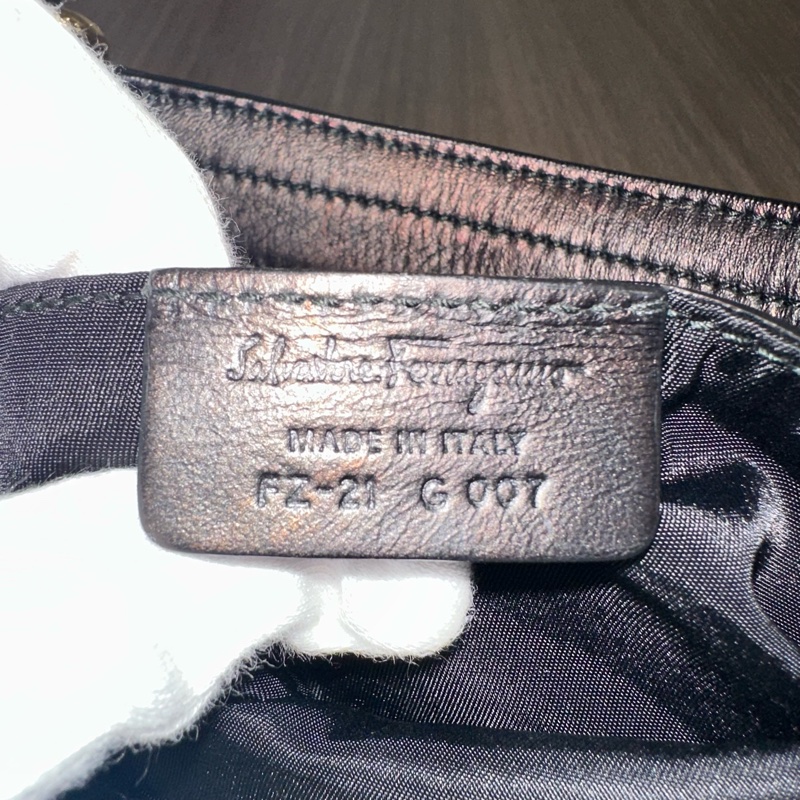 Salvatore Ferragamo
MADE IN ITALY
FZ-21 G 007